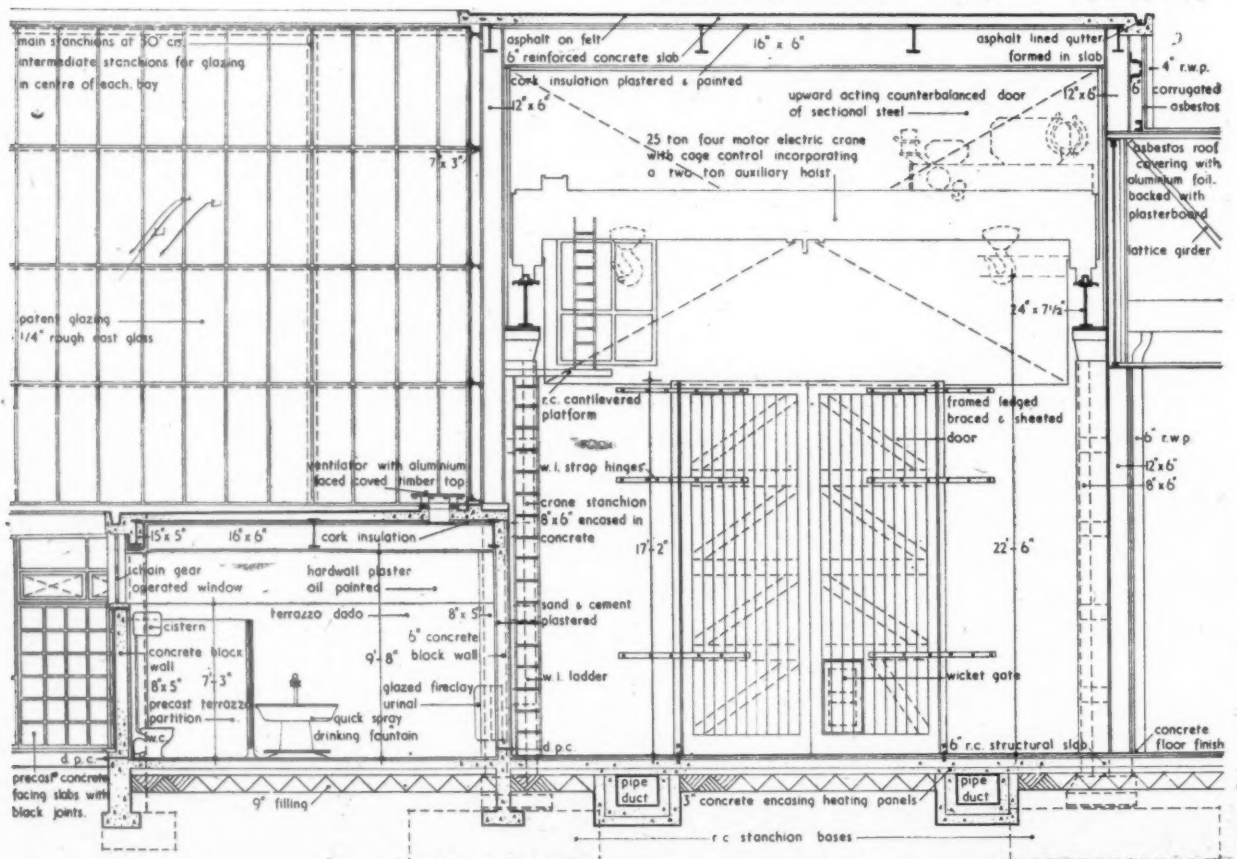 main stanchions at 30' crs.
intermediate stanchions for glazing
in centre of each bay
asphalt on felt
6" reinforced concrete slab
cork insulation plastered & painted
16" x 6"
asphalt lined gutter
formed in slab
4" r.w.p.
6" corrugated
asbestos
12"x 6"
upward acting counterbalanced door
of sectional steel
12"x 6"
25 ton four motor electric crane
with cage control incorporating
a two ton auxiliary hoist
7"x 3"
asbestos roof
covering with
aluminium foil.
backed with
plasterboard
lattice girder
patent glazing
1/4" rough cast glass
24" x 7 1/2"
r.c. cantilevered
platform
framed ledged
braced & sheeted
door
6" r.w.p
12"x 6"
8"x 6"
ventilator with aluminium
faced coved timber top
w.i. strap hinges
crane stanchion
8"x 6" encased in
concrete
17'- 2"
22'- 6"
15"x 5"
16"x 6"
cork insulation
chain gear
operated window
hardwall plaster
oil painted
terrazzo dado
8"x 5"
sand & cement
plastered
cistern
concrete block
wall
8"x 5"
7'- 3"
precast terrazzo
partition
w.c.
9'- 8"
6" concrete
block wall
glazed fireclay
urinal
w.i. ladder
quick spray
drinking fountain
wicket gate
d.p.c.
d.p.c.
6" r.c. structural slab
concrete
floor finish
precast concrete
facing slabs with
black joints.
9" filling
pipe
duct
3" concrete encasing heating panels
pipe
duct
r c stanchion bases